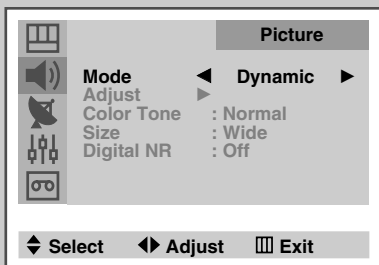 Picture
Mode ◀ Dynamic ▶
Adjust ▶
Color Tone : Normal
Size : Wide
Digital NR : Off
Select Adjust Exit